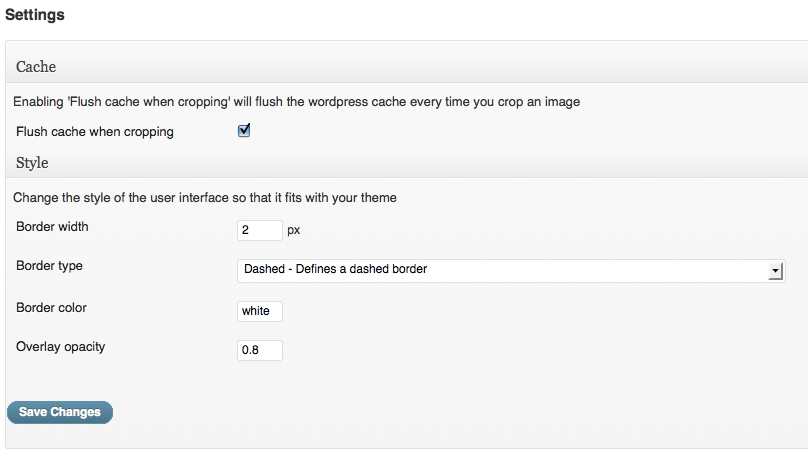 Settings
Cache
Enabling 'Flush cache when cropping' will flush the wordpress cache every time you crop an image
Flush cache when cropping
Style
Change the style of the user interface so that it fits with your theme
Border width 2 px
Border type Dashed - Defines a dashed border
Border color white
Overlay opacity 0.8
Save Changes